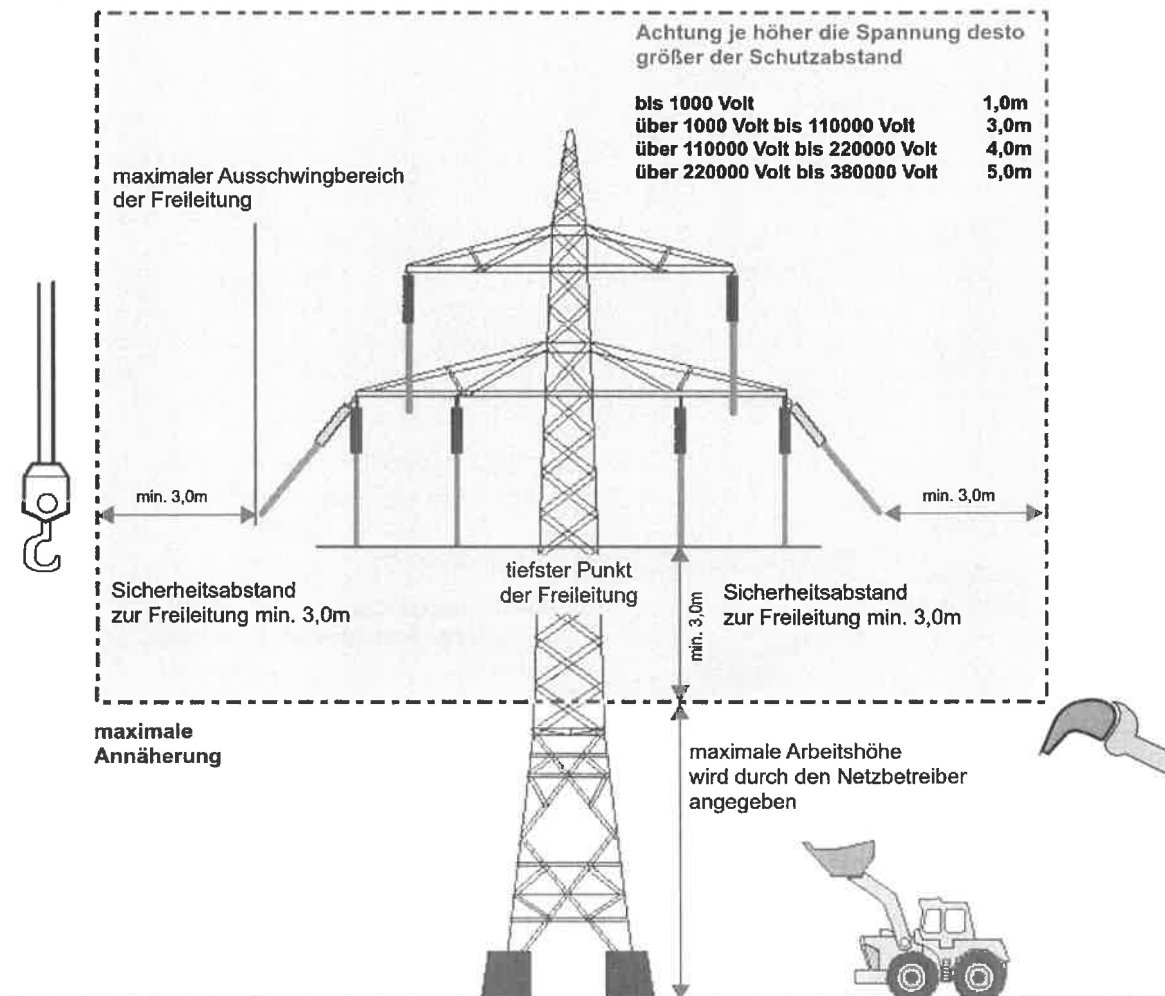 Achtung je höher die Spannung desto
größer der Schutzabstand
bis 1000 Volt 1,0m
über 1000 Volt bis 110000 Volt 3,0m
über 110000 Volt bis 220000 Volt 4,0m
über 220000 Volt bis 380000 Volt 5,0m
maximaler Ausschwingbereich
der Freileitung
min. 3,0m
min. 3,0m
tiefster Punkt
der Freileitung
Sicherheitsabstand
zur Freileitung min. 3,0m
min. 3,0m
Sicherheitsabstand
zur Freileitung min. 3,0m
maximale
Annäherung
maximale Arbeitshöhe
wird durch den Netzbetreiber
angegeben